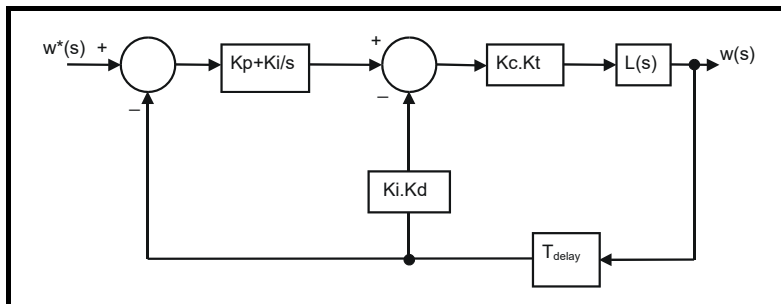 w*(s) + − Kp+Ki/s + − Kc.Kt L(s) w(s)
Ki.Kd
Tdelay